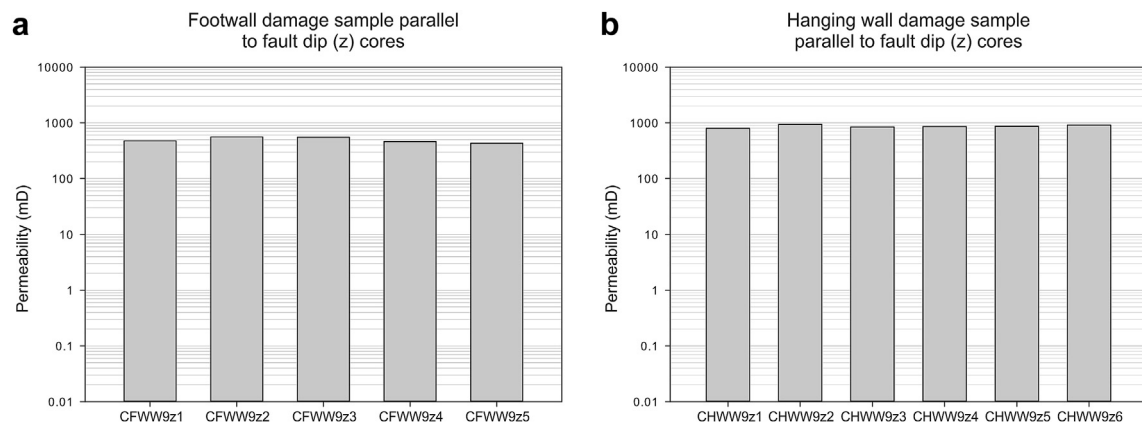 a
Footwall damage sample parallel
to fault dip (z) cores
Permeability (mD)
10000
1000
100
10
1
0.1
0.01
CFWW9z1
CFWW9z2
CFWW9z3
CFWW9z4
CFWW9z5
b
Hanging wall damage sample
parallel to fault dip (z) cores
Permeability (mD)
10000
1000
100
10
1
0.1
0.01
CHWW9z1
CHWW9z2
CHWW9z3
CHWW9z4
CHWW9z5
CHWW9z6